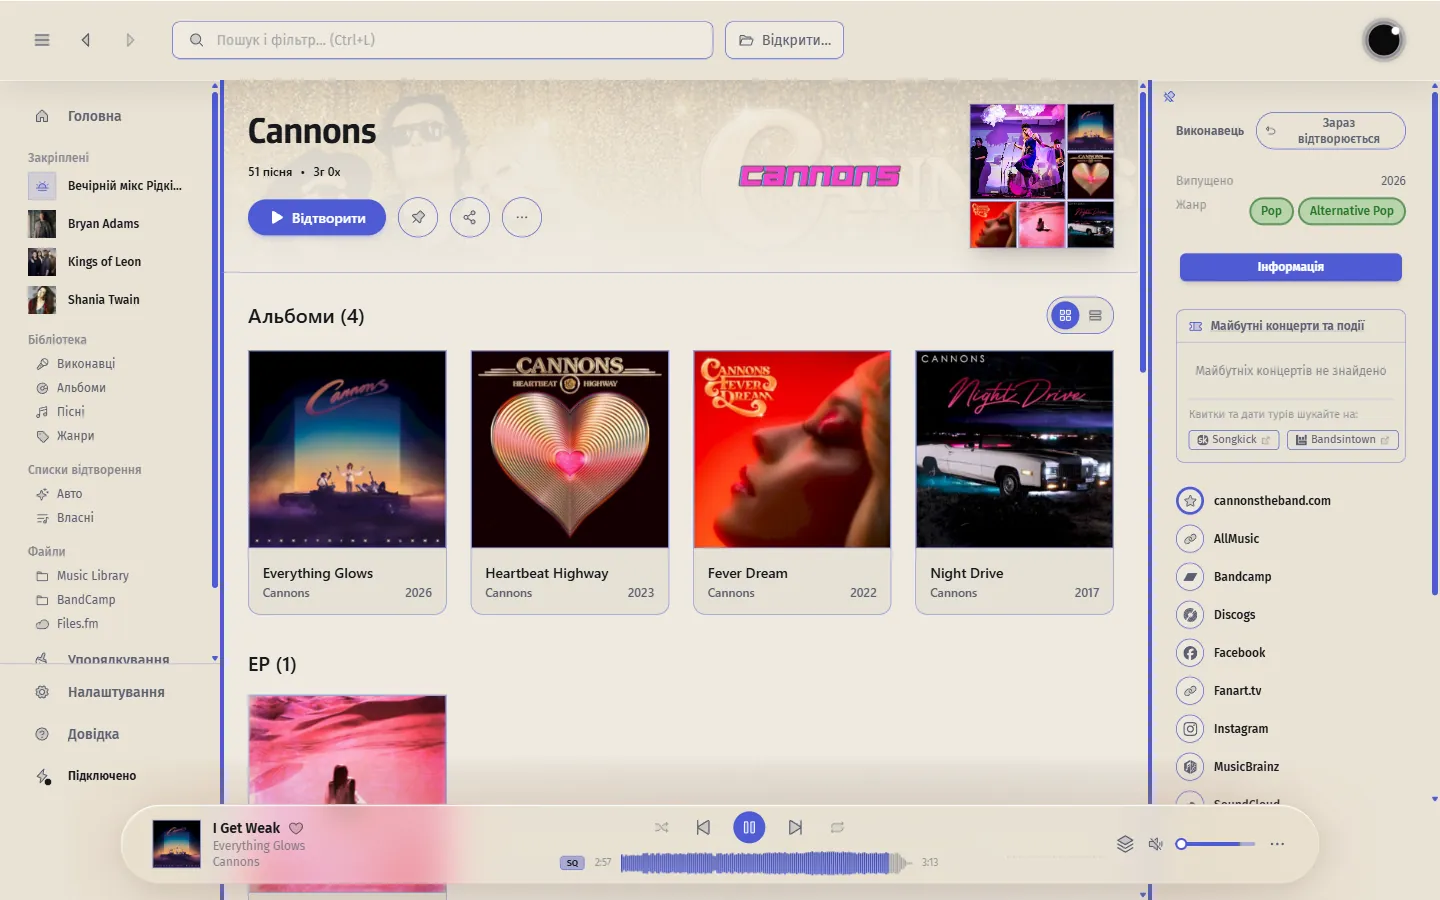 Пошук і фільтр... (Ctrl+L)
Відкрити...
Головна
Закріплені
Вечірній мікс Рідкі...
Bryan Adams
Kings of Leon
Shania Twain
Бібліотека
Виконавці
Альбоми
Пісні
Жанри
Списки відтворення
Авто
Власні
Файли
Music Library
BandCamp
Files.fm
Упорядкування
Налаштування
Довідка
Підключено
Cannons
51 пісня • 3г 0х
Відтворити
cannons
Альбоми (4)
Cannons
CANNONS
HEARTBEAT HIGHWAY
CANNONS
FEVER
DREAM
CANNONS
Night Drive
EVERYTHING GLOWS
Everything Glows
Cannons 2026
Heartbeat Highway
Cannons 2023
Fever Dream
Cannons 2022
Night Drive
Cannons 2017
EP (1)
Виконавець
Зараз
відтворюється
Випущено 2026
Жанр Pop Alternative Pop
Інформація
Майбутні концерти та події
Майбутніх концертів не знайдено
Квитки та дати турів шукайте на:
Songkick
Bandsintown
cannonstheband.com
AllMusic
Bandcamp
Discogs
Facebook
Fanart.tv
Instagram
MusicBrainz
SoundCloud
I Get Weak
Everything Glows
Cannons
SQ 2:57 3:13